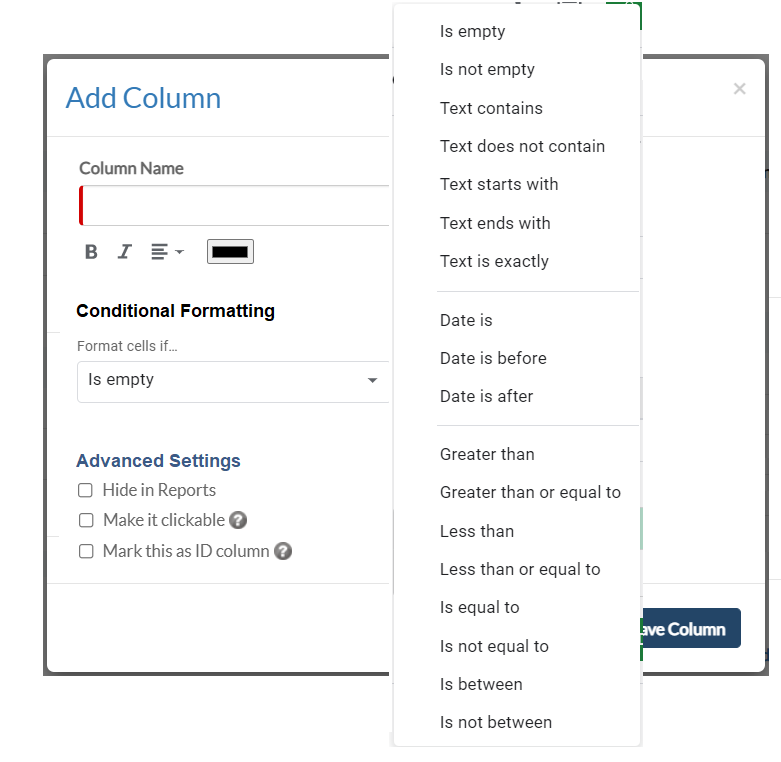 Add Column
×
Column Name
B I
Conditional Formatting
Format cells if…
Is empty
Advanced Settings
Hide in Reports
Make it clickable ?
Mark this as ID column ?
Is empty
Is not empty
Text contains
Text does not contain
Text starts with
Text ends with
Text is exactly
Date is
Date is before
Date is after
Greater than
Greater than or equal to
Less than
Less than or equal to
Is equal to
Is not equal to
Is between
Is not between
ave Column